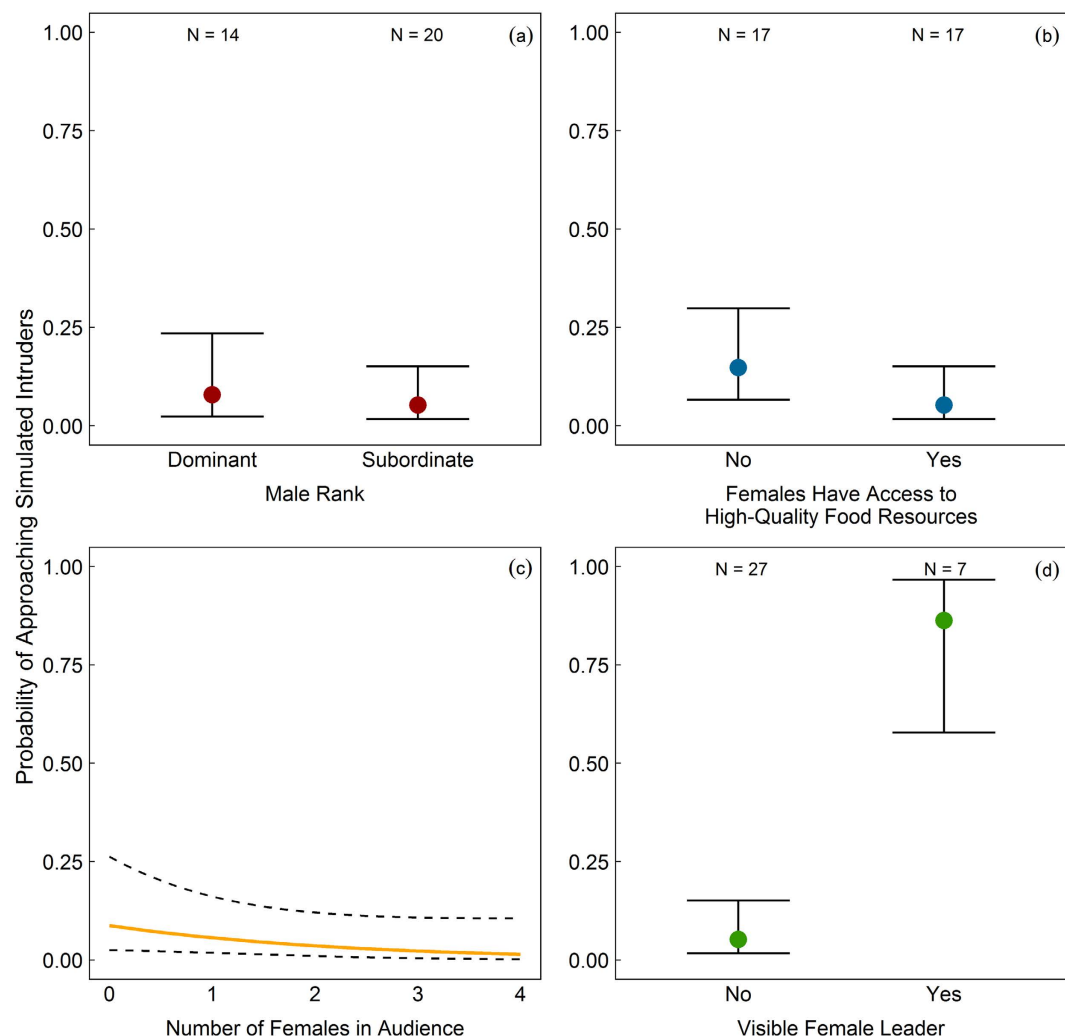 Probability of Approaching Simulated Intruders
N = 14 N = 20 (a)
1.00
0.75
0.50
0.25
0.00
Dominant Subordinate
Male Rank
N = 17 N = 17 (b)
1.00
0.75
0.50
0.25
0.00
No Yes
Females Have Access to
High-Quality Food Resources
(c)
1.00
0.75
0.50
0.25
0.00
0 1 2 3 4
Number of Females in Audience
N = 27 N = 7 (d)
1.00
0.75
0.50
0.25
0.00
No Yes
Visible Female Leader